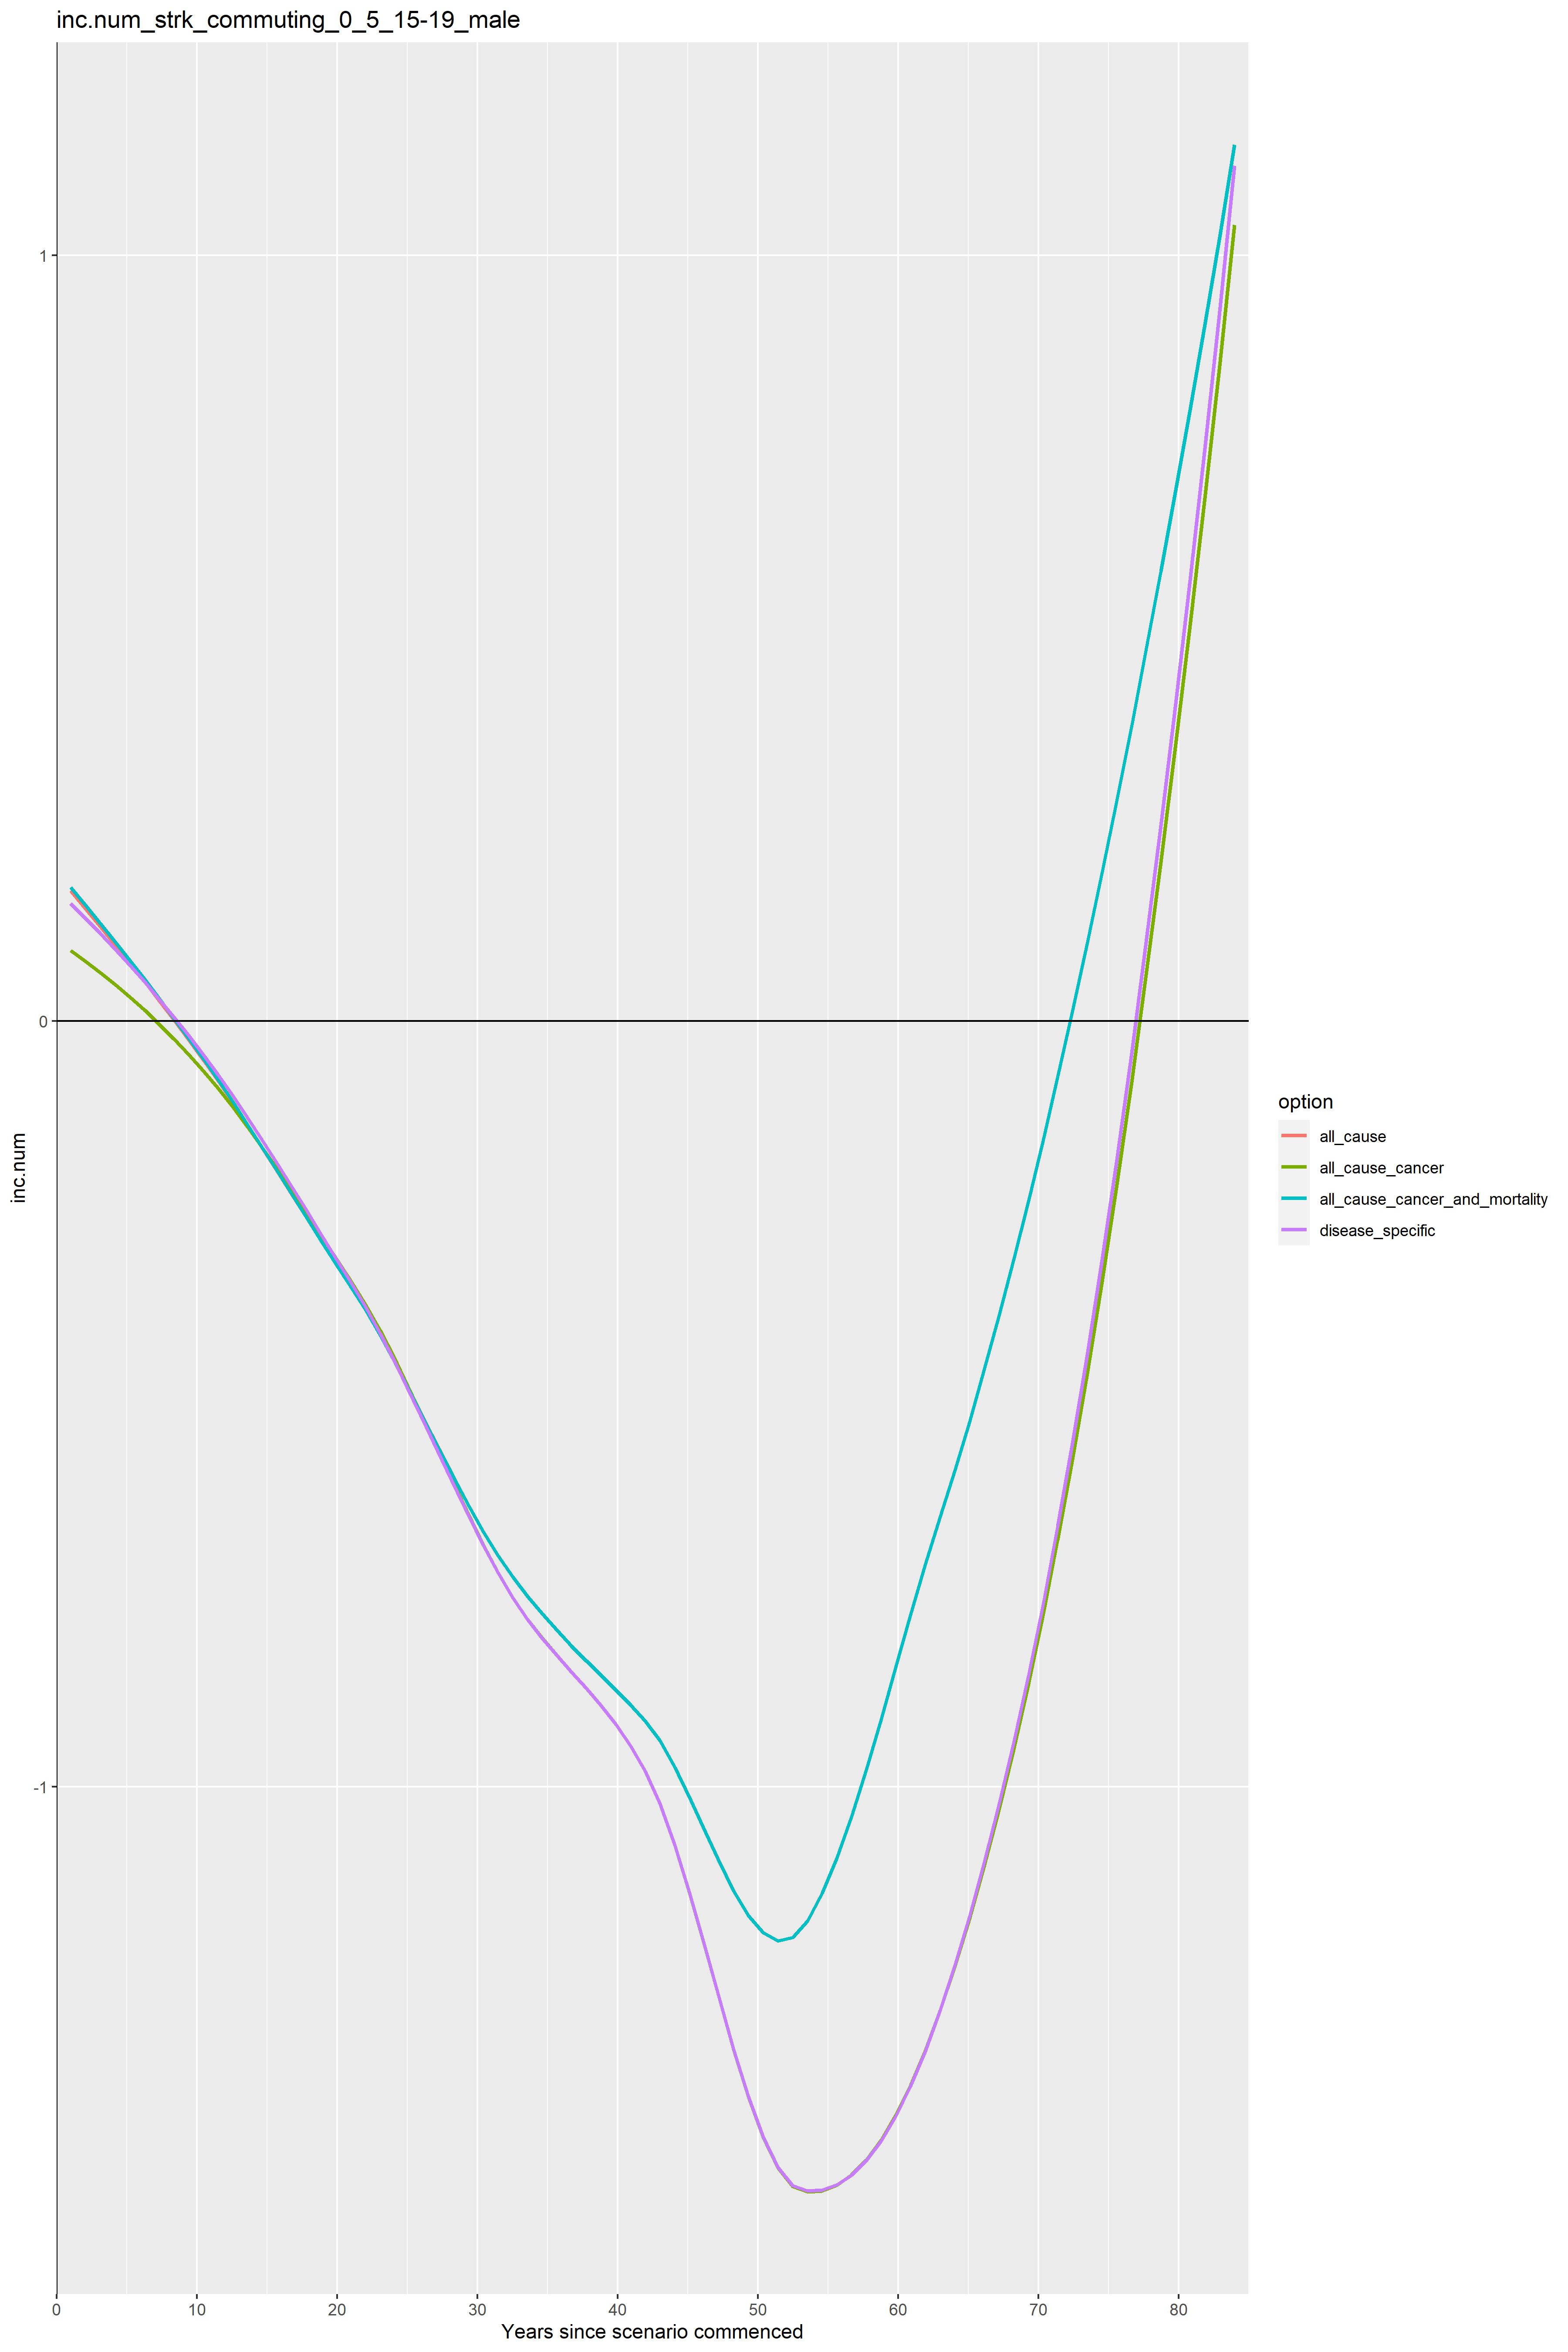 inc.num_strk_commuting_0_5_15-19_male
1
0
-1
inc.num
0 10 20 30 40 50 60 70 80
Years since scenario commenced
option
all_cause
all_cause_cancer
all_cause_cancer_and_mortality
disease_specific